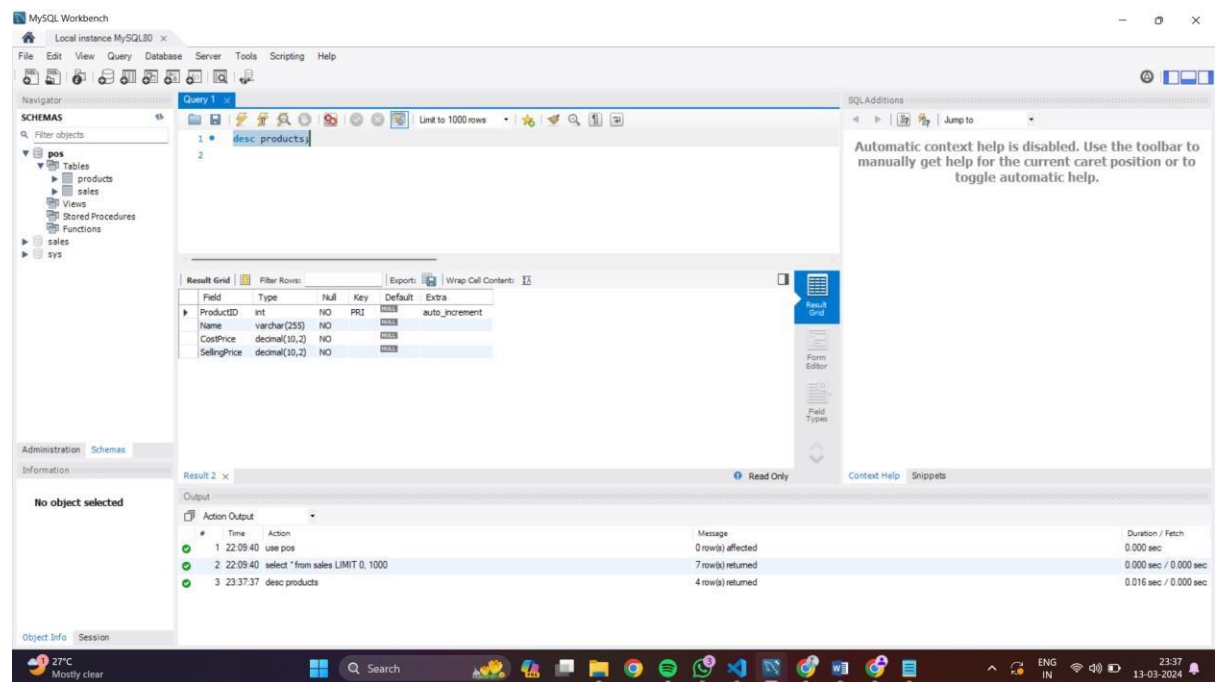 MySQL Workbench
Local instance MySQL80
File Edit View Query Database Server Tools Scripting Help
Navigator
SCHEMAS
Filter objects
pos
Tables
products
sales
Views
Stored Procedures
Functions
sales
sys
Administration Schemas
Information
No object selected
Object Info Session
Query 1
Limit to 1000 rows
1 desc products;
2
Result Grid Filter Rows: Export: Wrap Cell Content:
Field Type Null Key Default Extra
ProductID int NO PRI NULL auto_increment
Name varchar(255) NO NULL
CostPrice decimal(10,2) NO NULL
SellingPrice decimal(10,2) NO NULL
Result Grid
Form Editor
Field Types
Result 2 Read Only
SQLAdditions
Jump to
Automatic context help is disabled. Use the toolbar to
manually get help for the current caret position or to
toggle automatic help.
Context Help Snippets
Output
Action Output
# Time Action Message Duration / Fetch
1 22:09:40 use pos 0 row(s) affected 0.000 sec
2 22:09:40 select * from sales LIMIT 0, 1000 7 row(s) returned 0.000 sec / 0.000 sec
3 23:37:37 desc products 4 row(s) returned 0.016 sec / 0.000 sec
1
27°C
Mostly clear
Search
ENG
IN
23:37
13-03-2024